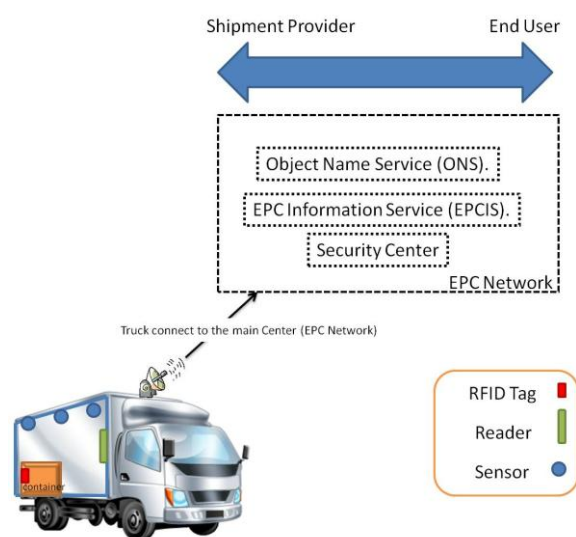 Shipment Provider
End User
Object Name Service (ONS).
EPC Information Service (EPCIS).
Security Center
EPC Network
Truck connect to the main Center (EPC Network)
RFID Tag
Reader
Sensor
container